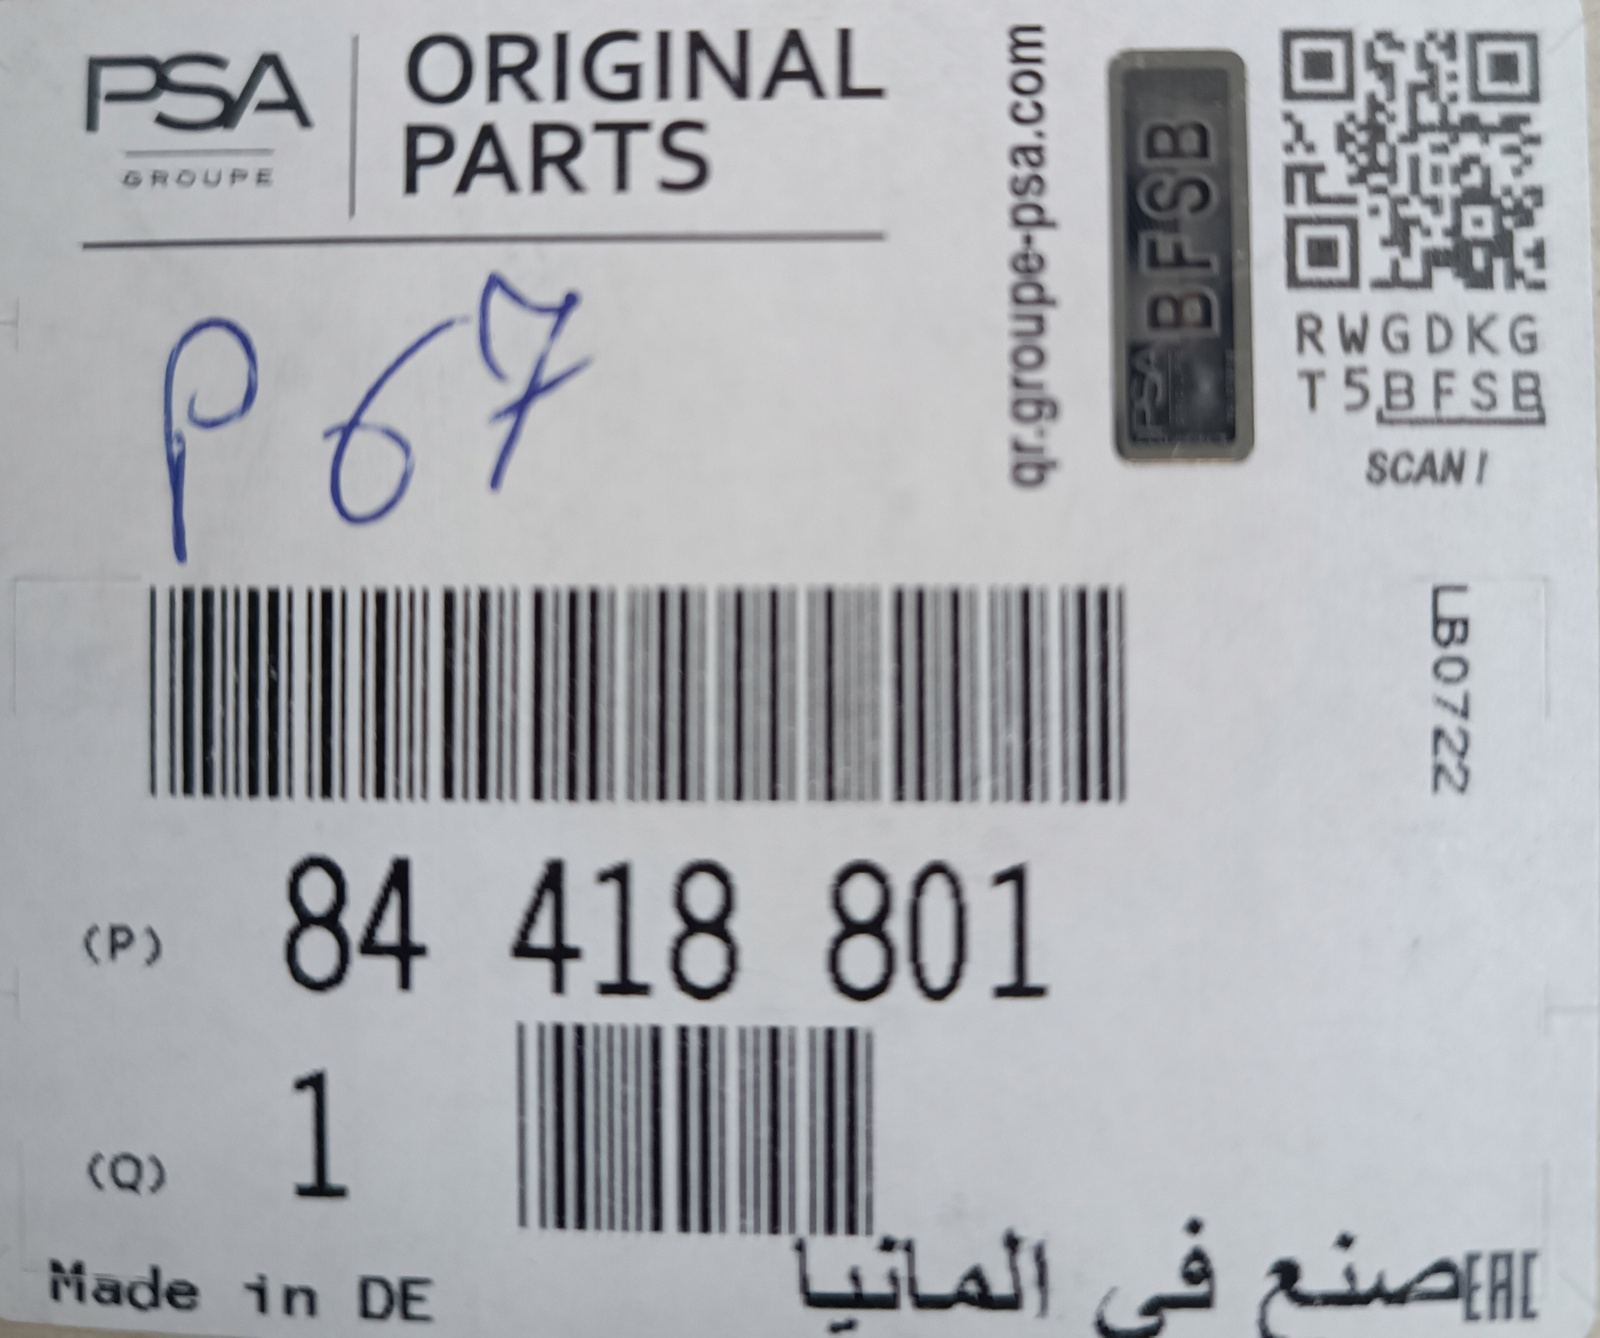 PSA
GROUPE
ORIGINAL
PARTS
qr.groupe-psa.com
BFSB
PSA
RWGDKG
T5BFSB
SCAN!
P 67
LB0722
(P) 84 418 801
(Q) 1
Made in DE
صنع في المانيا
EAC